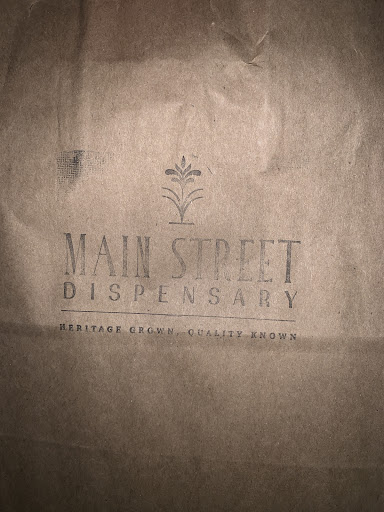 MAIN STREET
DISPENSARY
HERITAGE GROWN, QUALITY KNOWN